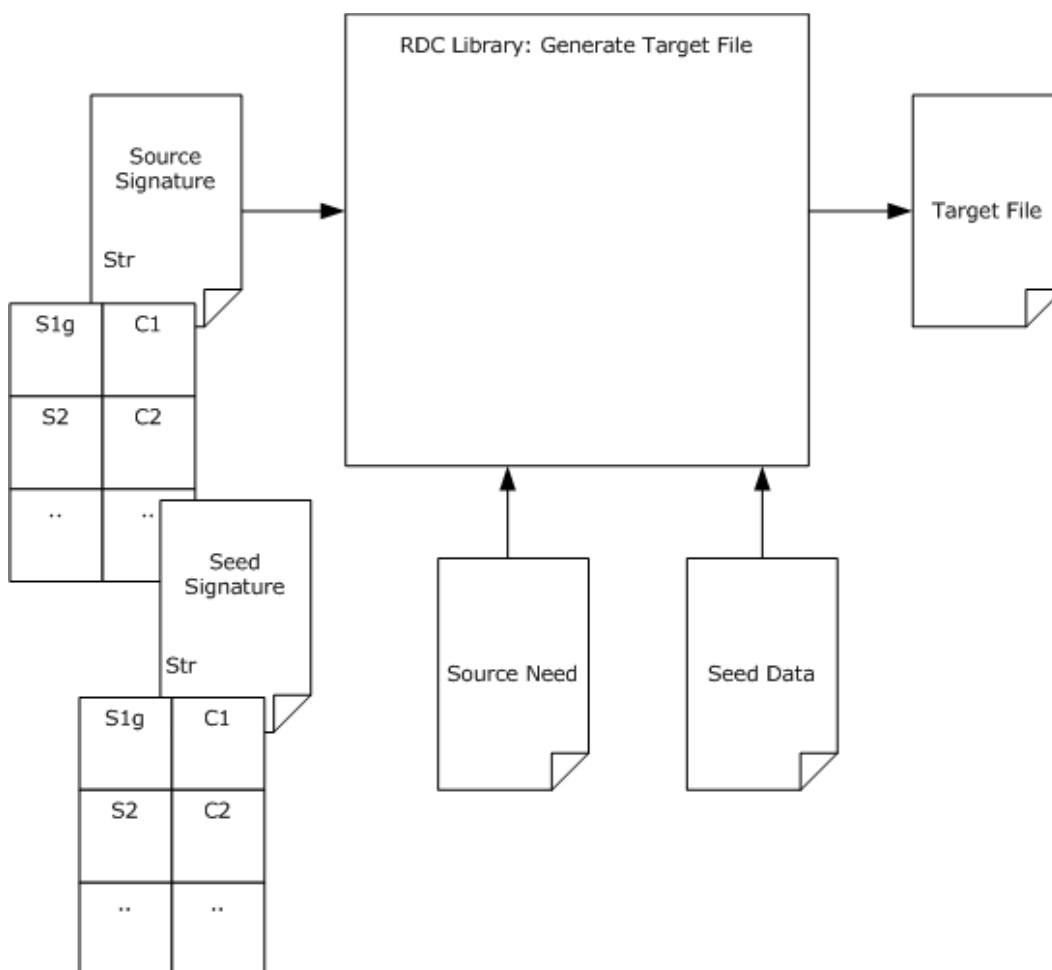 RDC Library: Generate Target File
Source
Signature
Str
S1g C1
S2 C2
.. ..
Target File
Seed
Signature
Str
S1g C1
S2 C2
.. ..
Source Need
Seed Data